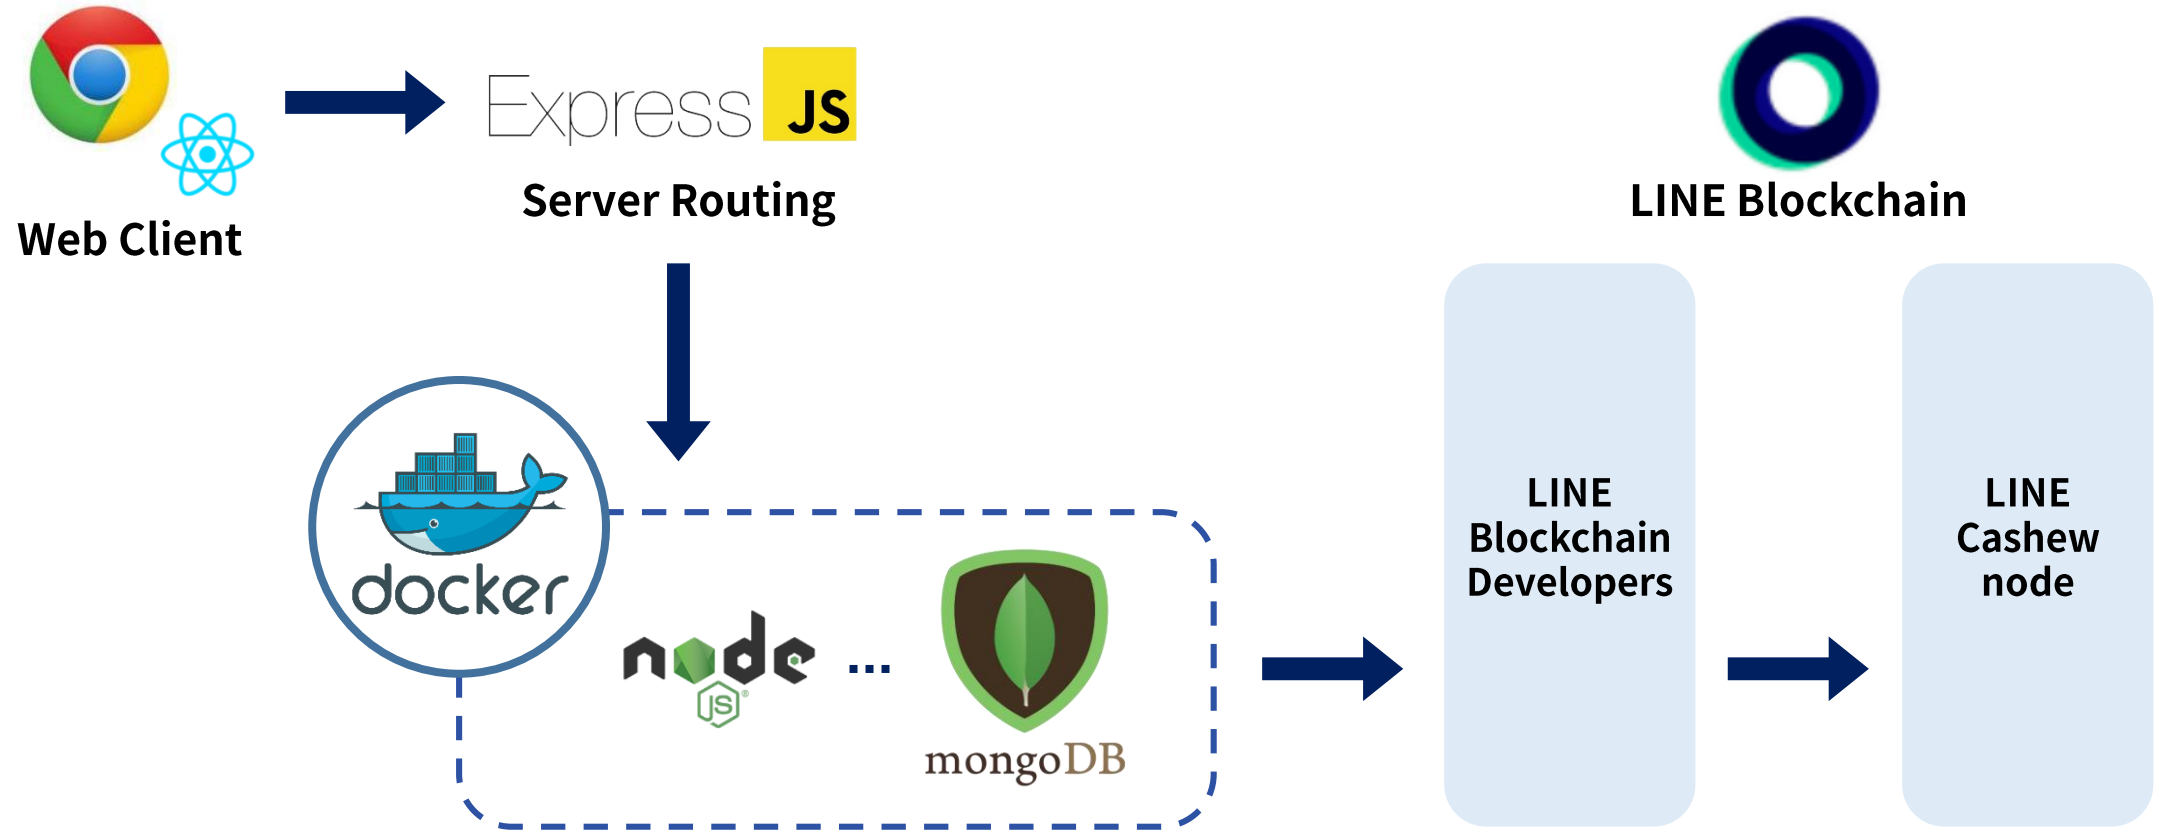 Express JS
Web Client
Server Routing
LINE Blockchain
docker
node
JS
®
...
mongoDB
LINE
Blockchain
Developers
LINE
Cashew
node